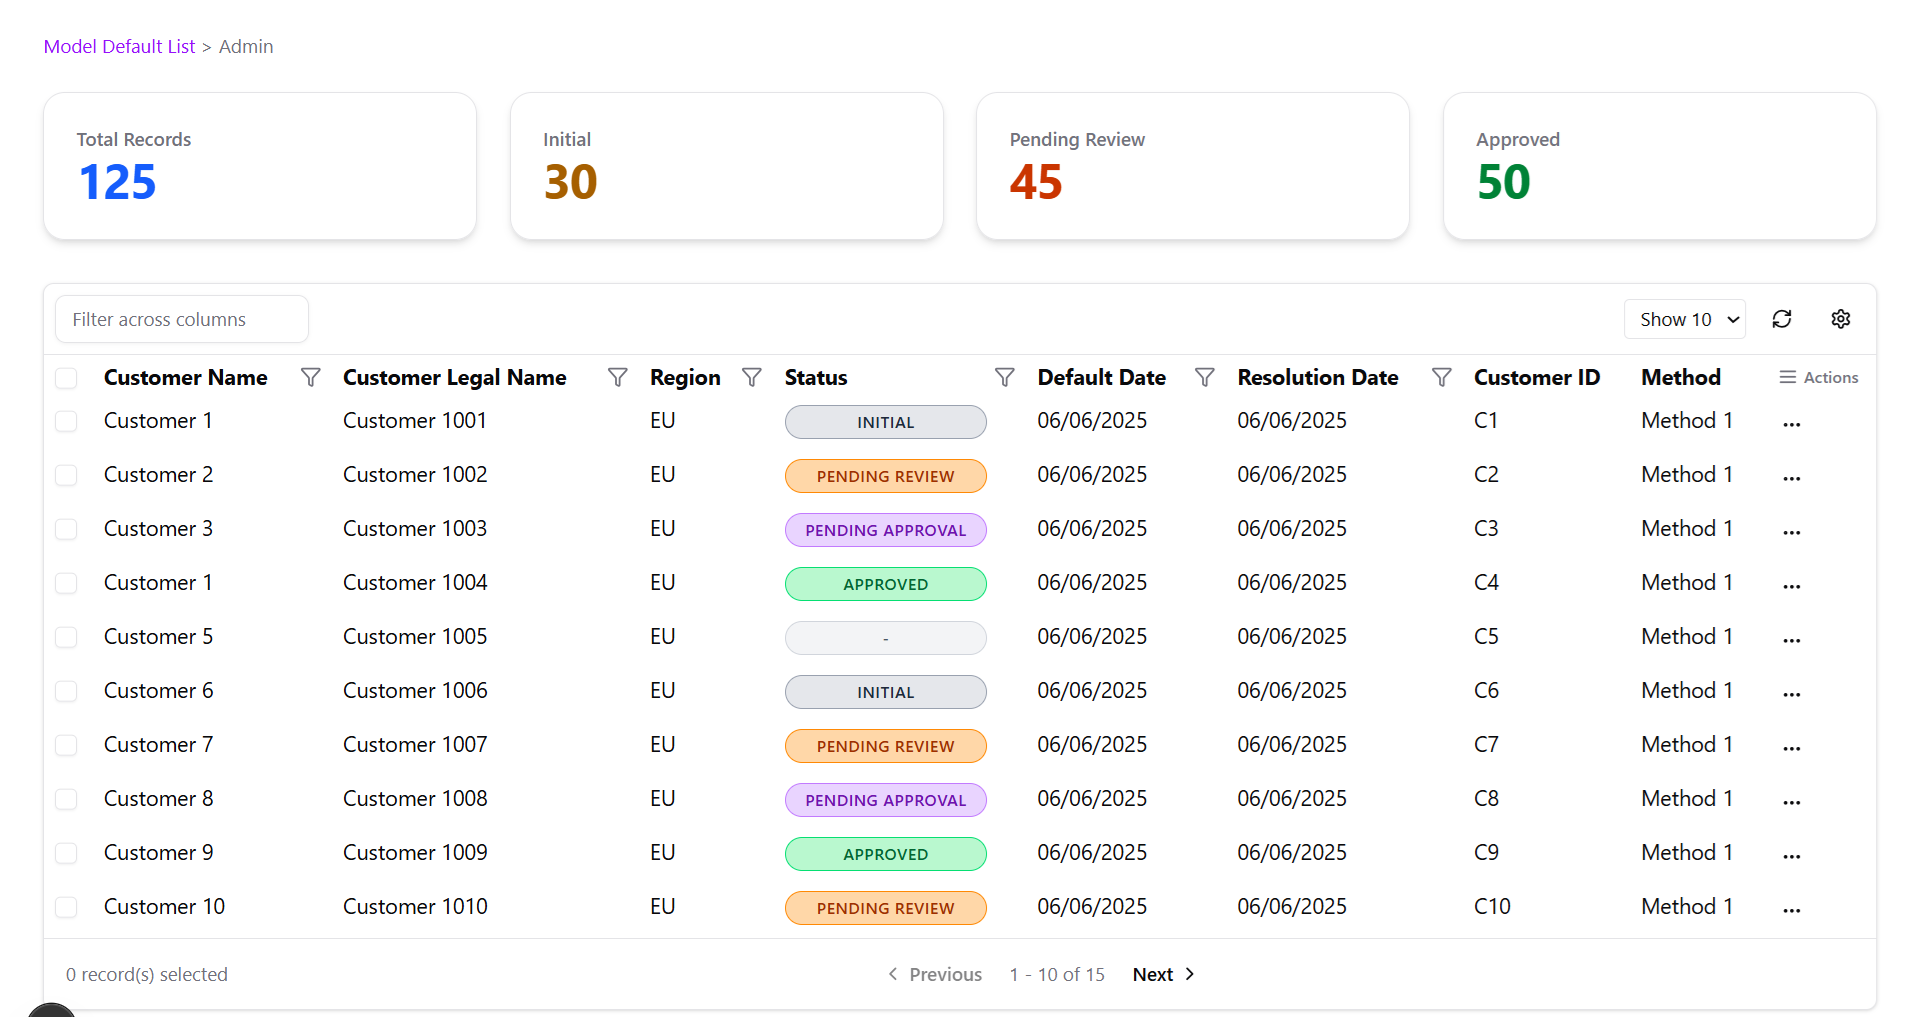 Model Default List > Admin
Total Records
125
Initial
30
Pending Review
45
Approved
50
Filter across columns
Show 10
Customer Name Customer Legal Name Region Status Default Date Resolution Date Customer ID Method Actions
Customer 1 Customer 1001 EU INITIAL 06/06/2025 06/06/2025 C1 Method 1 ...
Customer 2 Customer 1002 EU PENDING REVIEW 06/06/2025 06/06/2025 C2 Method 1 ...
Customer 3 Customer 1003 EU PENDING APPROVAL 06/06/2025 06/06/2025 C3 Method 1 ...
Customer 1 Customer 1004 EU APPROVED 06/06/2025 06/06/2025 C4 Method 1 ...
Customer 5 Customer 1005 EU - 06/06/2025 06/06/2025 C5 Method 1 ...
Customer 6 Customer 1006 EU INITIAL 06/06/2025 06/06/2025 C6 Method 1 ...
Customer 7 Customer 1007 EU PENDING REVIEW 06/06/2025 06/06/2025 C7 Method 1 ...
Customer 8 Customer 1008 EU PENDING APPROVAL 06/06/2025 06/06/2025 C8 Method 1 ...
Customer 9 Customer 1009 EU APPROVED 06/06/2025 06/06/2025 C9 Method 1 ...
Customer 10 Customer 1010 EU PENDING REVIEW 06/06/2025 06/06/2025 C10 Method 1 ...
0 record(s) selected < Previous 1 - 10 of 15 Next >